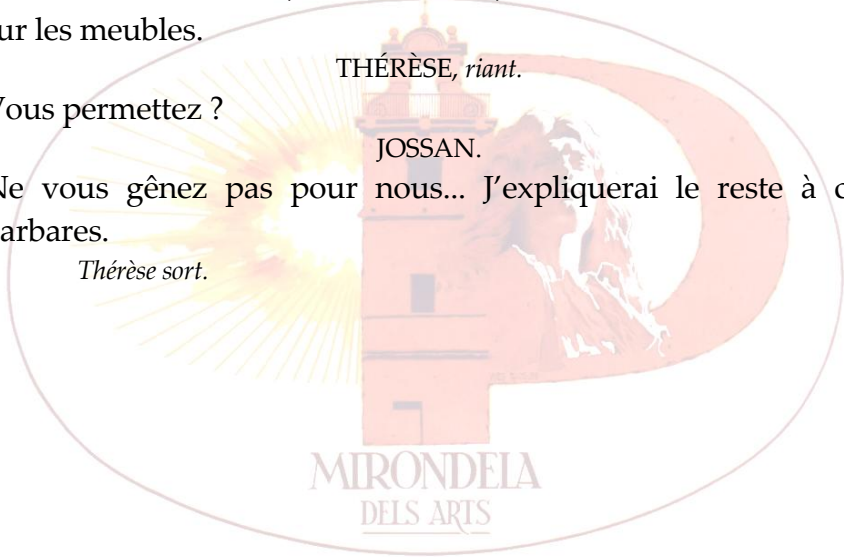 ur les meubles.
THÉRÈSE, riant.
Vous permettez ?
JOSSAN.
Ne vous gênez pas pour nous... J’expliquerai le reste à
arbares.
Thérèse sort.
MIRONDELA
DELS ARTS